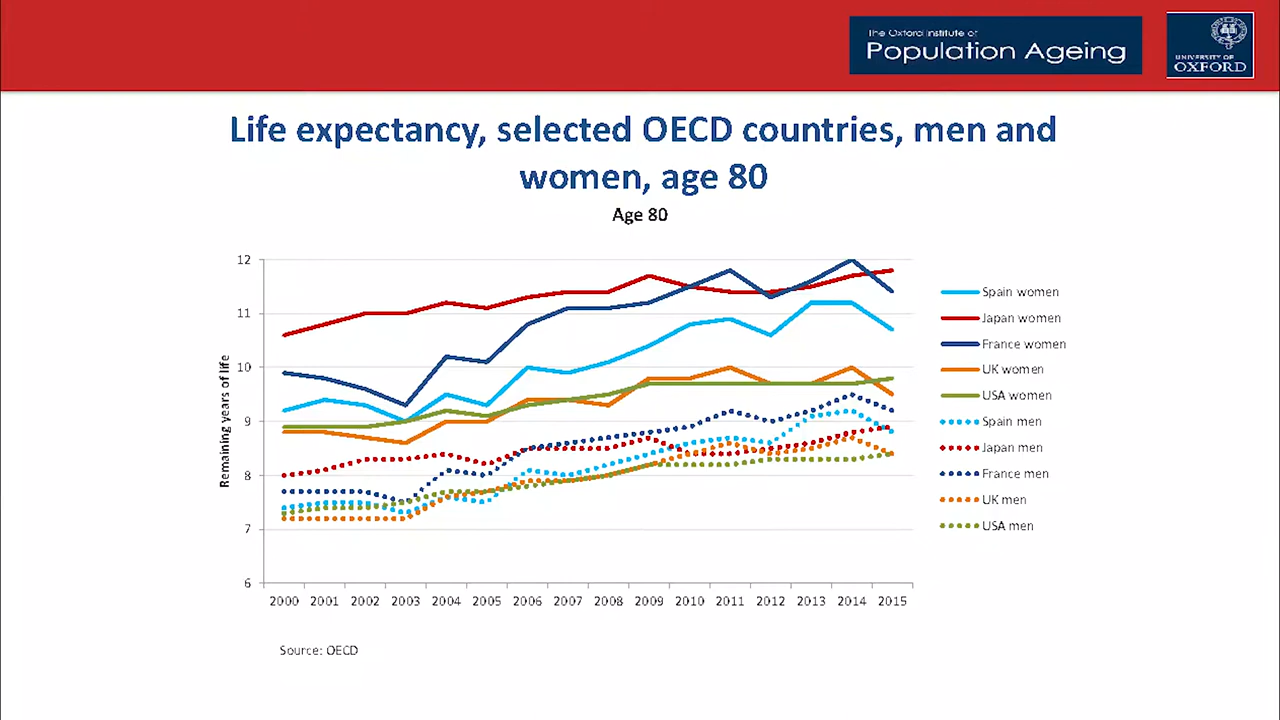 The Oxford Institute of
Population Ageing
UNIVERSITY OF
OXFORD
Life expectancy, selected OECD countries, men and
women, age 80
Age 80
Remaining years of life
12
11
10
9
8
7
6
2000 2001 2002 2003 2004 2005 2006 2007 2008 2009 2010 2011 2012 2013 2014 2015
Spain women
Japan women
France women
UK women
USA women
Spain men
Japan men
France men
UK men
USA men
Source: OECD